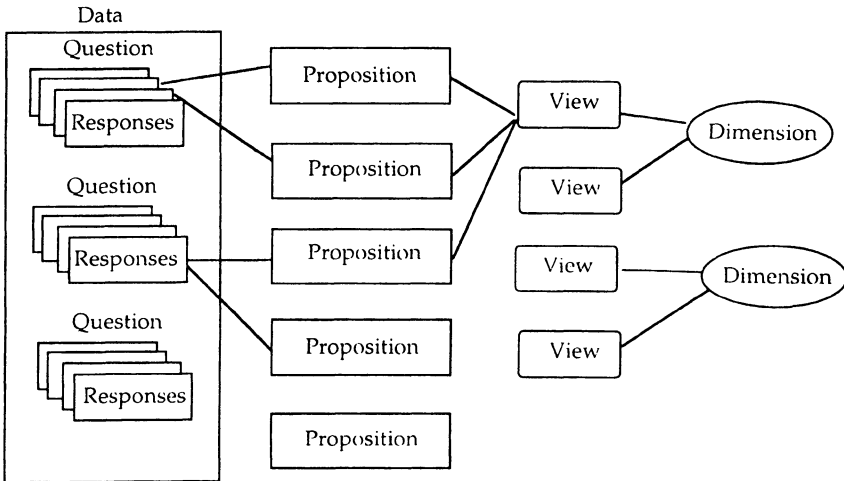 Data
Question
Responses
Question
Responses
Question
Responses
Proposition
Proposition
Proposition
Proposition
Proposition
View
View
View
View
Dimension
Dimension